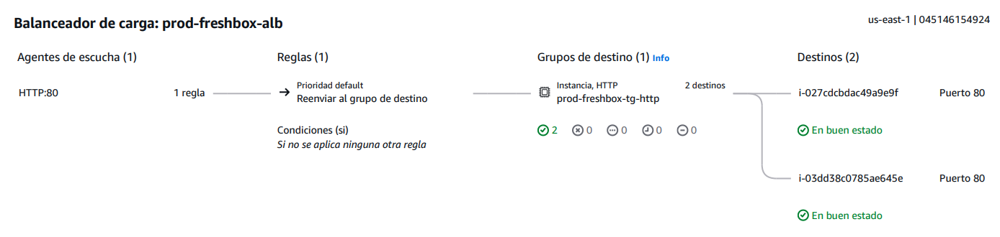 Balanceador de carga: prod-freshbox-alb
us-east-1 | 045146154924
Agentes de escucha (1)
Reglas (1)
Grupos de destino (1) Info
Destinos (2)
HTTP:80
1 regla
Prioridad default
Reenviar al grupo de destino
Condiciones (si)
Si no se aplica ninguna otra regla
Instancia, HTTP
2 destinos
prod-freshbox-tg-http
2 0 0 0 0
i-027cdcbdac49a9e9f
Puerto 80
En buen estado
i-03dd38c0785ae645e
Puerto 80
En buen estado